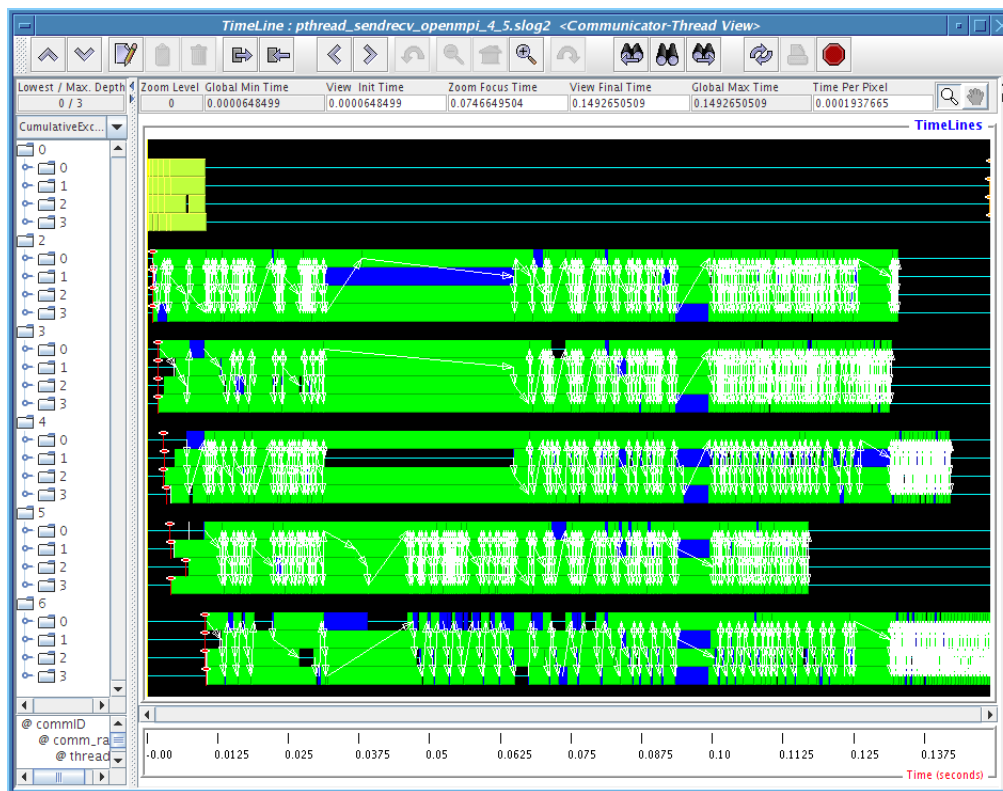 TimeLine : pthread_sendrecv_openmpi_4_5.slog2 <Communicator-Thread View>
Lowest / Max. Depth
0 / 3
Zoom Level Global Min Time View Init Time Zoom Focus Time View Final Time Global Max Time Time Per Pixel
0 0.0000648499 0.0000648499 0.0746649504 0.1492650509 0.1492650509 0.0001937665
CumulativeExc...
TimeLines
0
0
1
2
3
2
0
1
2
3
3
0
1
2
3
4
0
1
2
3
5
0
1
2
3
6
0
1
2
3
@ commID
@ comm_ra
@ thread
-0.00 0.0125 0.025 0.0375 0.05 0.0625 0.075 0.0875 0.10 0.1125 0.125 0.1375
Time (seconds)